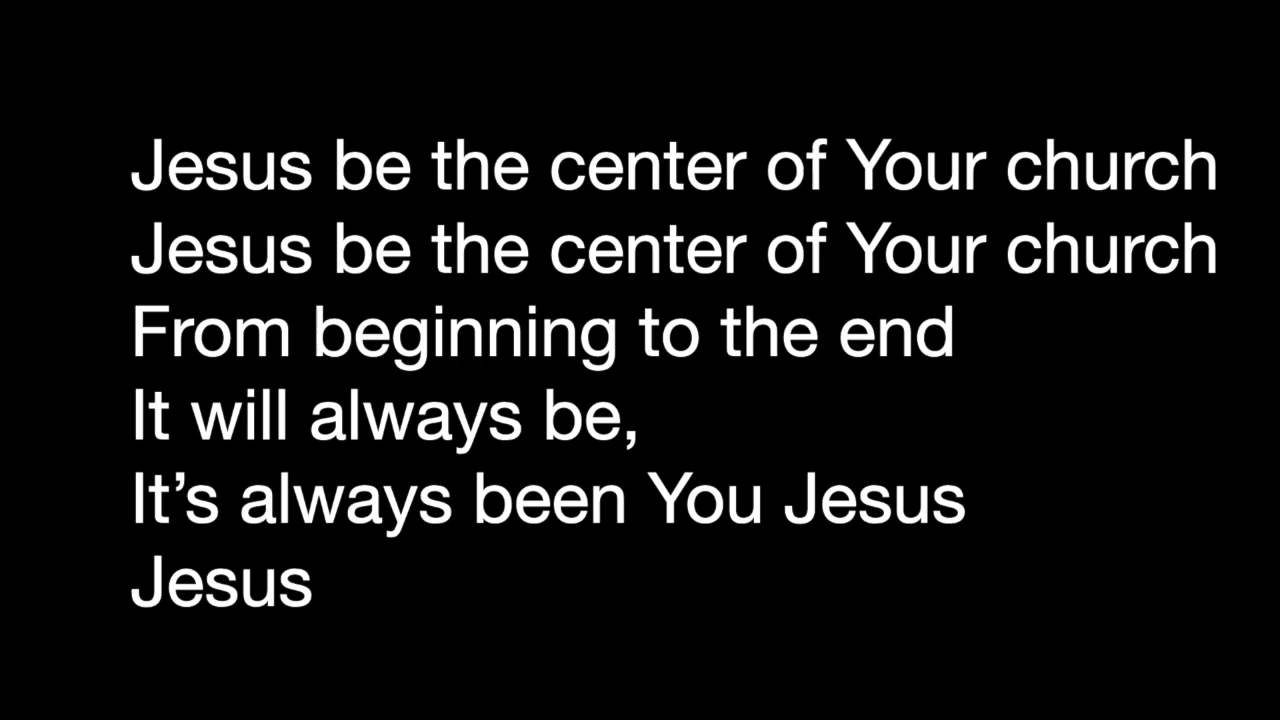 Jesus be the center of Your church
Jesus be the center of Your church
From beginning to the end
It will always be,
It’s always been You Jesus
Jesus